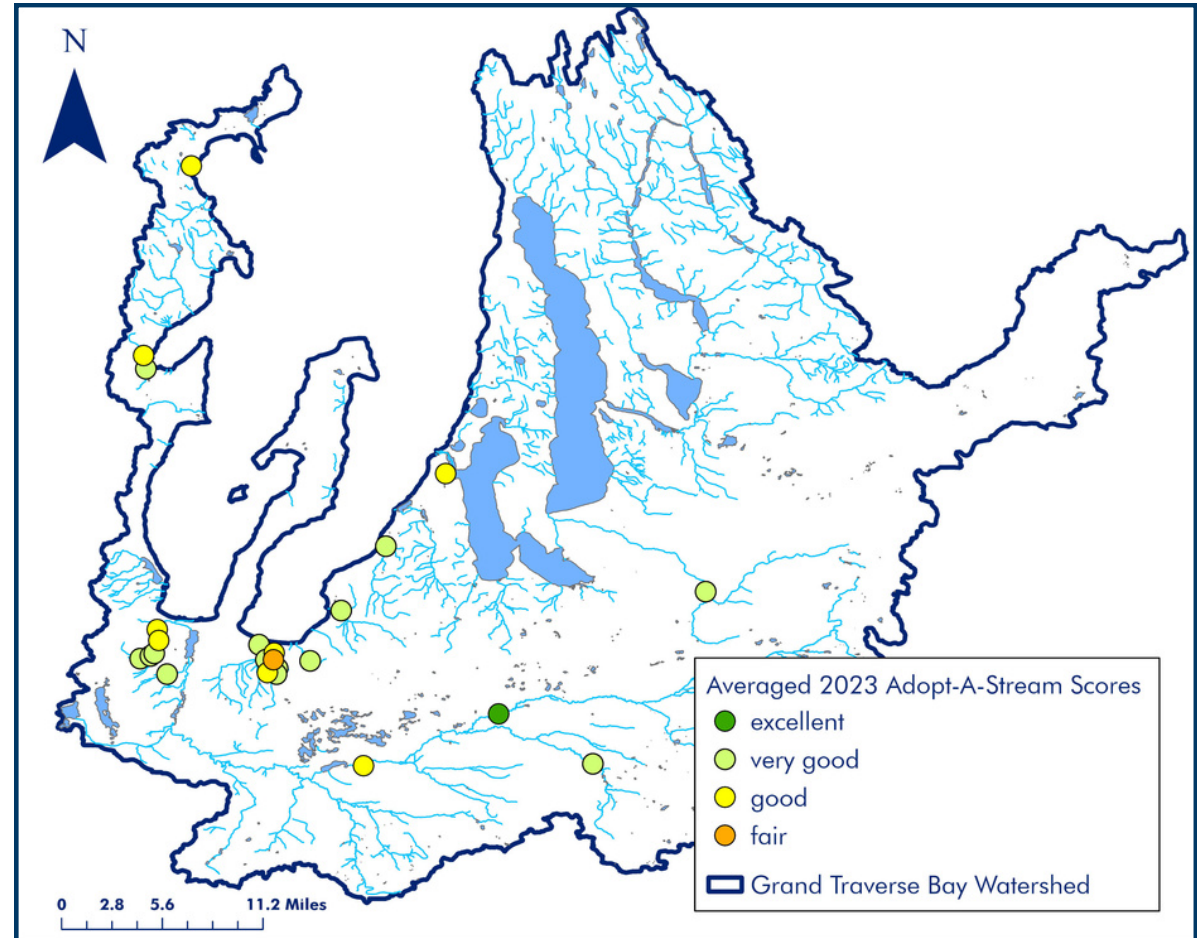 N
Averaged 2023 Adopt-A-Stream Scores
excellent
very good
good
fair
Grand Traverse Bay Watershed
0 2.8 5.6 11.2 Miles